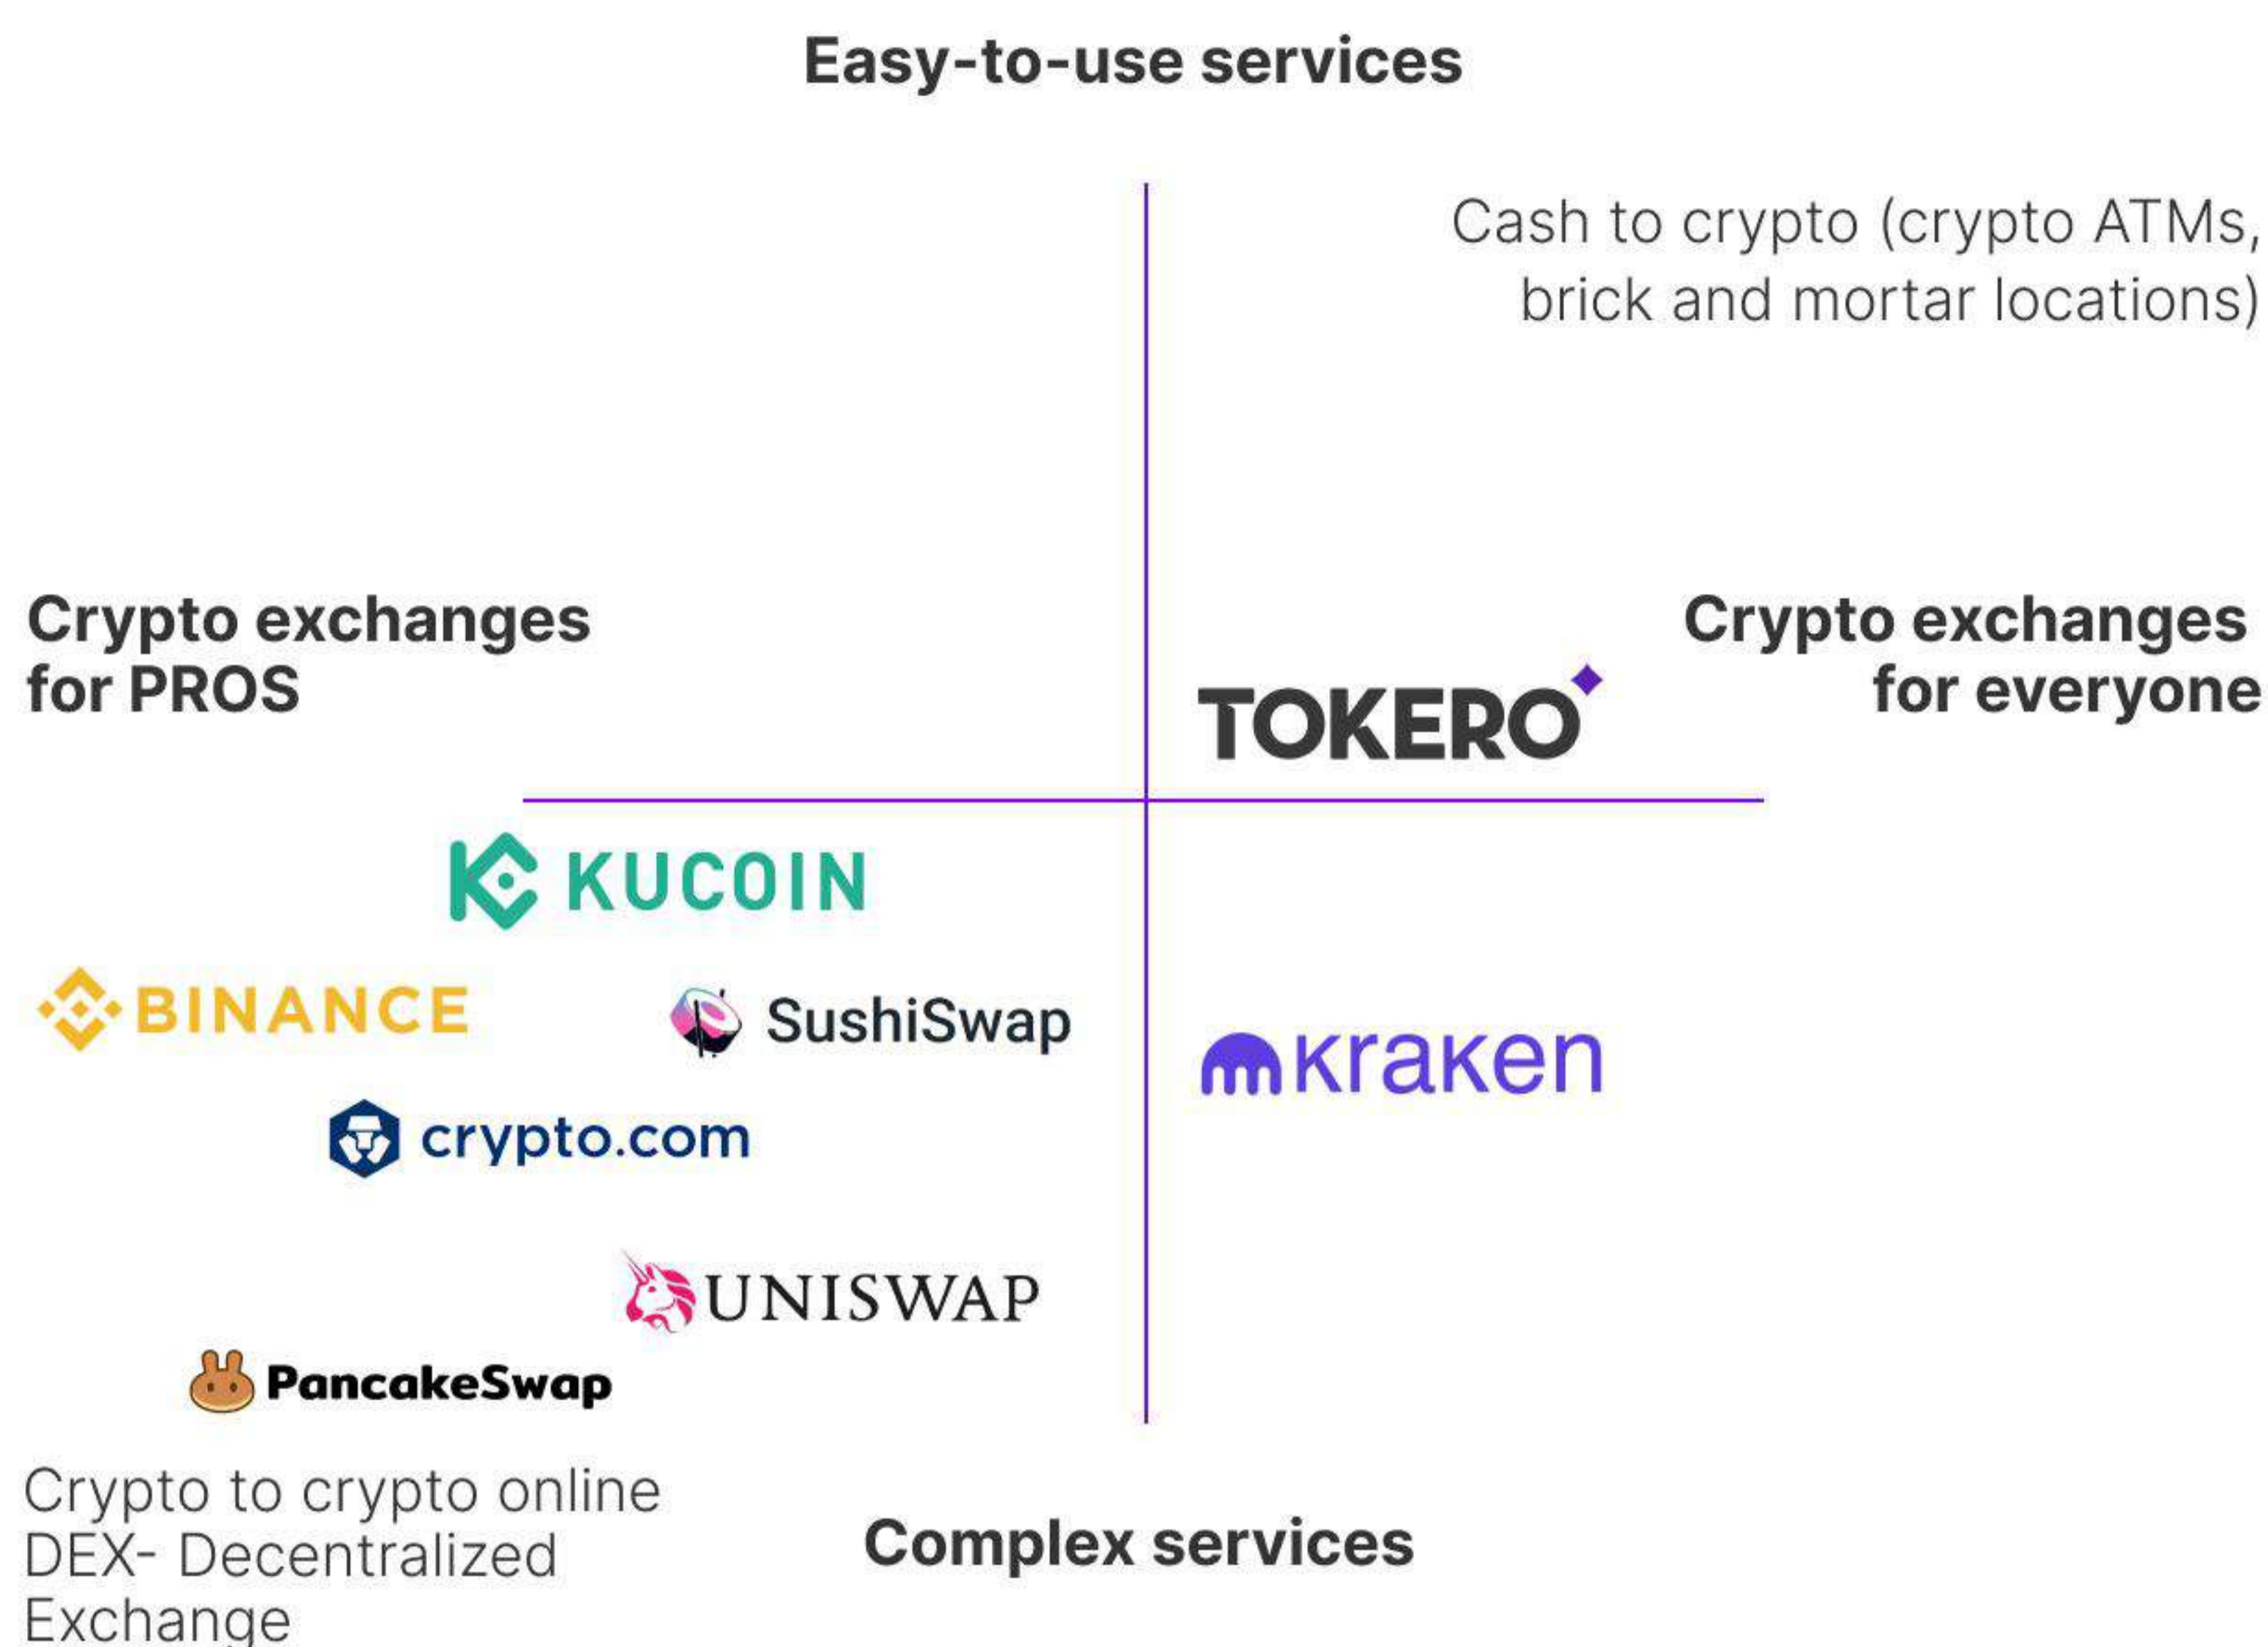 Easy-to-use services
Cash to crypto (crypto ATMs,
brick and mortar locations)
Crypto exchanges
for PROS
Crypto exchanges
for everyone
TOKERO
KUCOIN
BINANCE
SushiSwap
kraken
crypto.com
UNISWAP
PancakeSwap
Crypto to crypto online
DEX- Decentralized
Exchange
Complex services